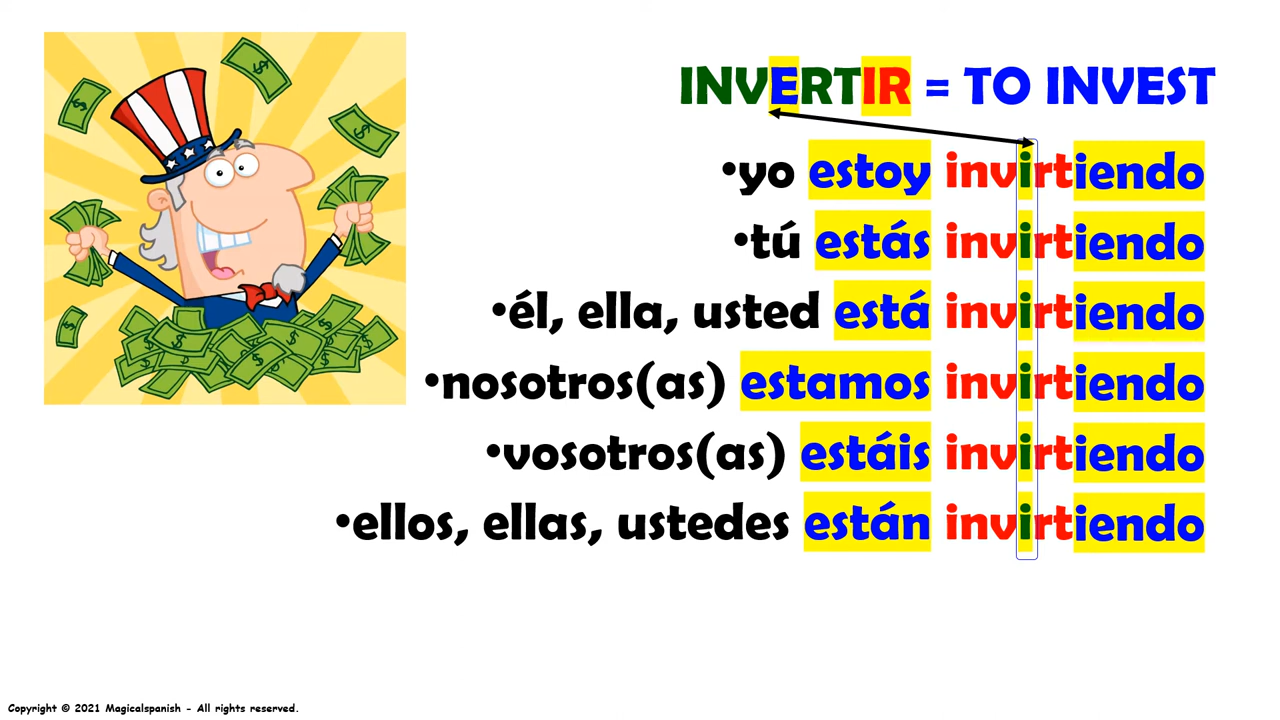 INVERTIR = TO INVEST
•yo estoy invirtiendo
•tú estás invirtiendo
•él, ella, usted está invirtiendo
•nosotros(as) estamos invirtiendo
•vosotros(as) estáis invirtiendo
•ellos, ellas, ustedes están invirtiendo
Copyright © 2021 Magicalspanish - All rights reserved.